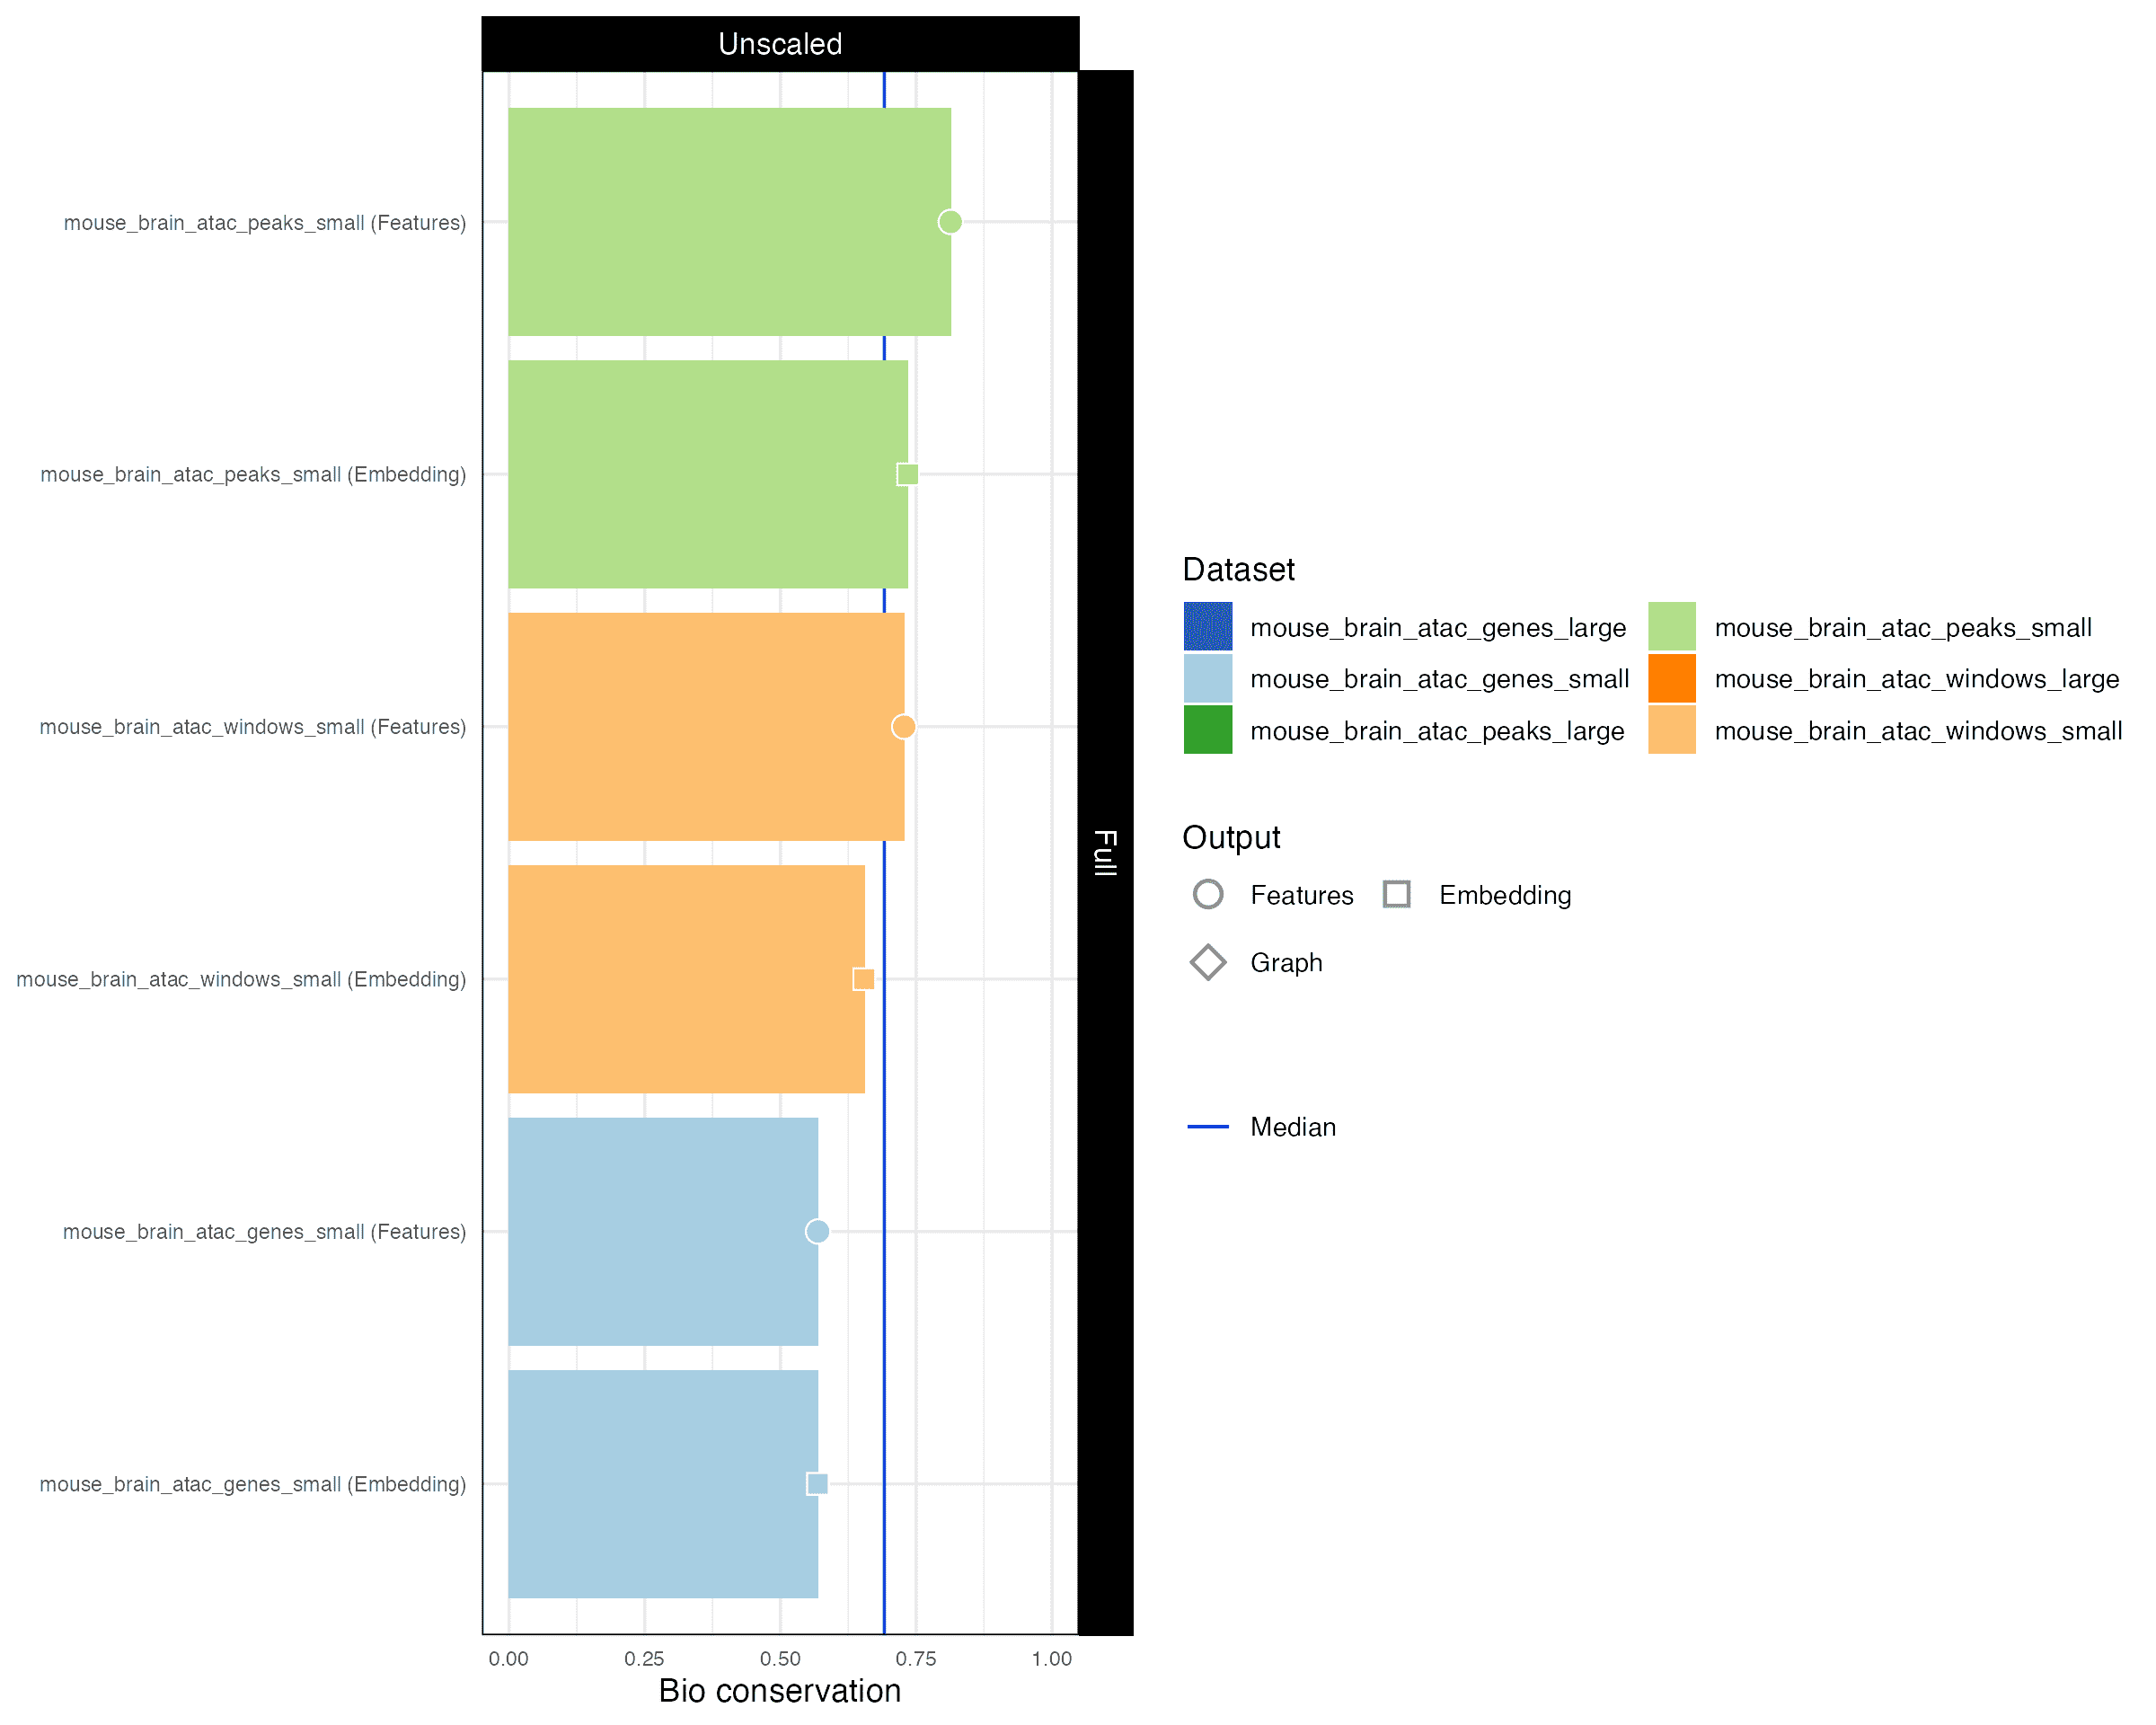 Unscaled
mouse_brain_atac_peaks_small (Features)
mouse_brain_atac_peaks_small (Embedding)
mouse_brain_atac_windows_small (Features)
mouse_brain_atac_windows_small (Embedding)
mouse_brain_atac_genes_small (Features)
mouse_brain_atac_genes_small (Embedding)
Full
0.00 0.25 0.50 0.75 1.00
Bio conservation
Dataset
mouse_brain_atac_genes_large mouse_brain_atac_peaks_small
mouse_brain_atac_genes_small mouse_brain_atac_windows_large
mouse_brain_atac_peaks_large mouse_brain_atac_windows_small
Output
Features Embedding
Graph
Median